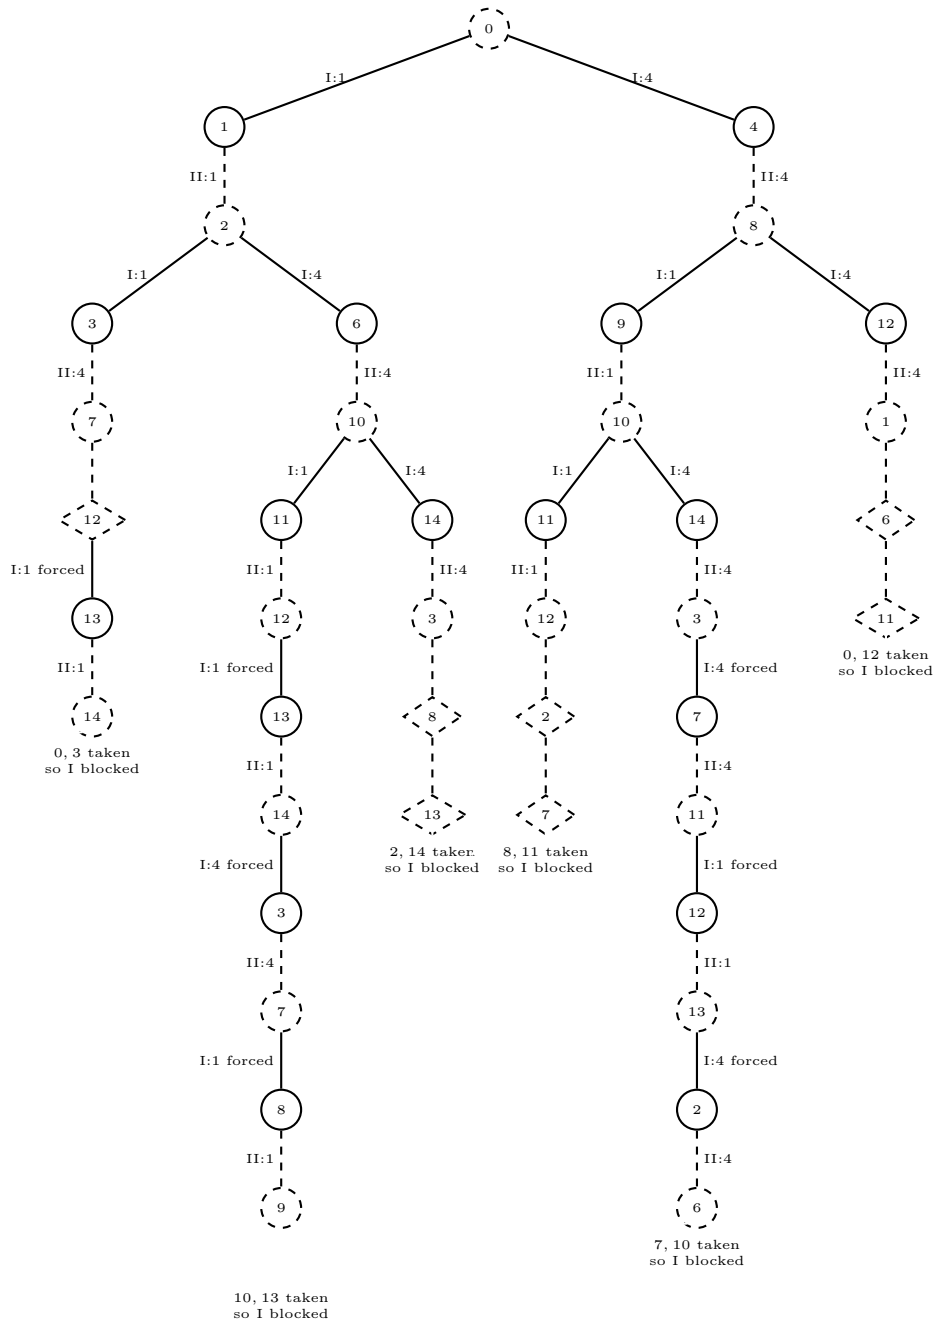 0
I:1 I:4
1 4
II:1 II:4
2 8
I:1 I:4 I:1 I:4
3 6 9 12
II:4 II:4 II:1 II:4
7 10 10 1
I:1 I:4 I:1 I:4
12 11 14 11 14 6
I:1 forced II:1 II:4 II:1 II:4
13 12 3 12 3 11
0, 12 taken
so I blocked
II:1 I:1 forced I:4 forced
14 13 8 2 7
0, 3 taken
so I blocked
II:1 II:4
14 13 7 11
2, 14 taken 8, 11 taken
so I blocked so I blocked
I:4 forced I:1 forced
3 12
II:4 II:1
7 13
I:1 forced I:4 forced
8 2
II:1 II:4
9 6
7, 10 taken
so I blocked
10, 13 taken
so I blocked